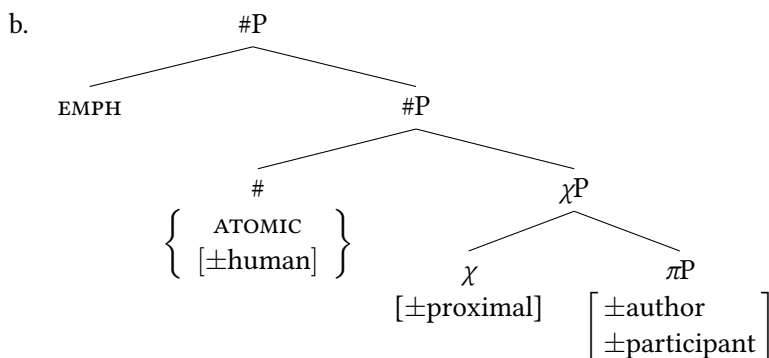 b. #P
EMPH #P
# χP
{ ATOMIC [±human] }
χ πP
[±proximal] [±author ±participant]